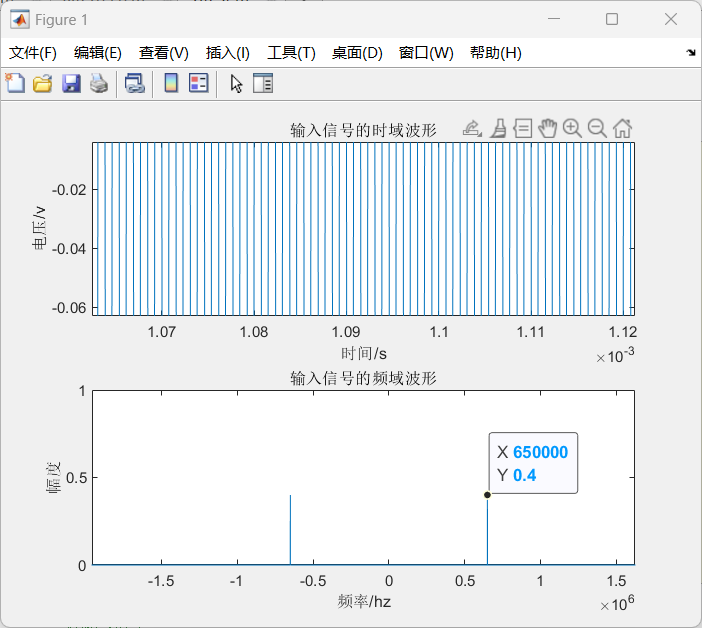 Figure 1
文件(F) 编辑(E) 查看(V) 插入(I) 工具(T) 桌面(D) 窗口(W) 帮助(H)
输入信号的时域波形
电压/v
-0.02
-0.04
-0.06
1.07 1.08 1.09 1.1 1.11 1.12
时间/s
×10-3
输入信号的频域波形
幅度
1
0.5
0
X 650000
Y 0.4
-1.5 -1 -0.5 0 0.5 1 1.5
频率/hz
×106